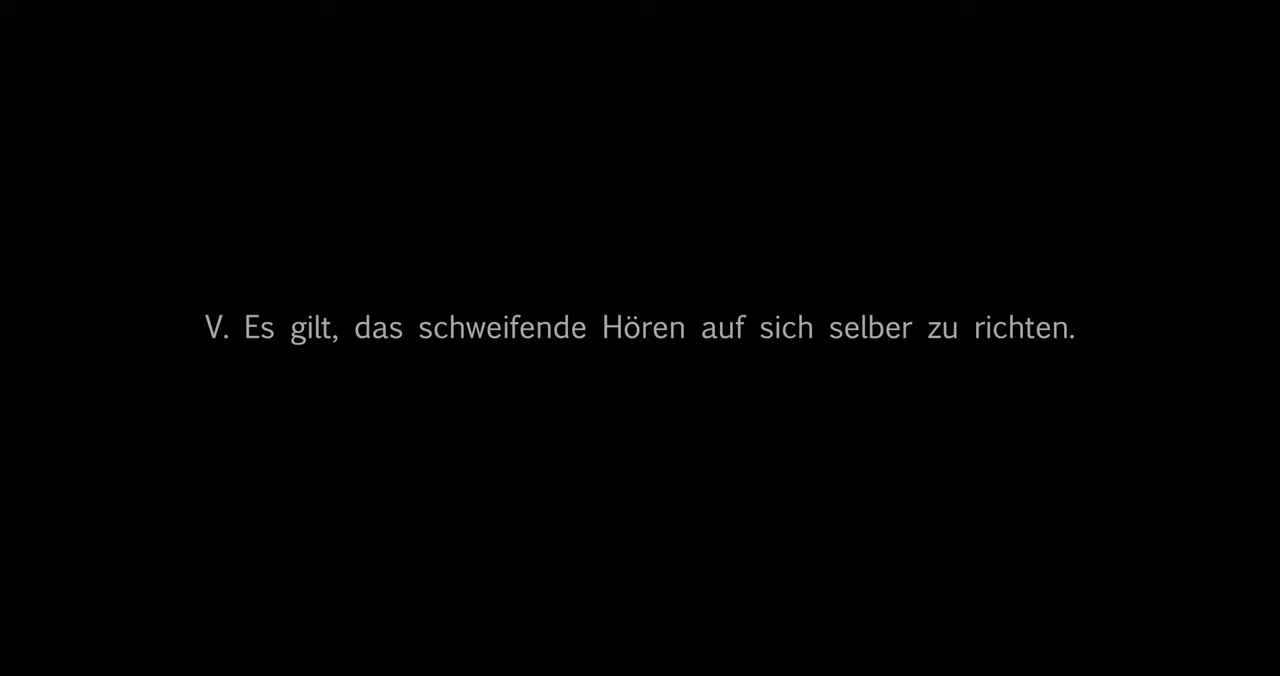 V. Es gilt, das schweifende Hören auf sich selber zu richten.